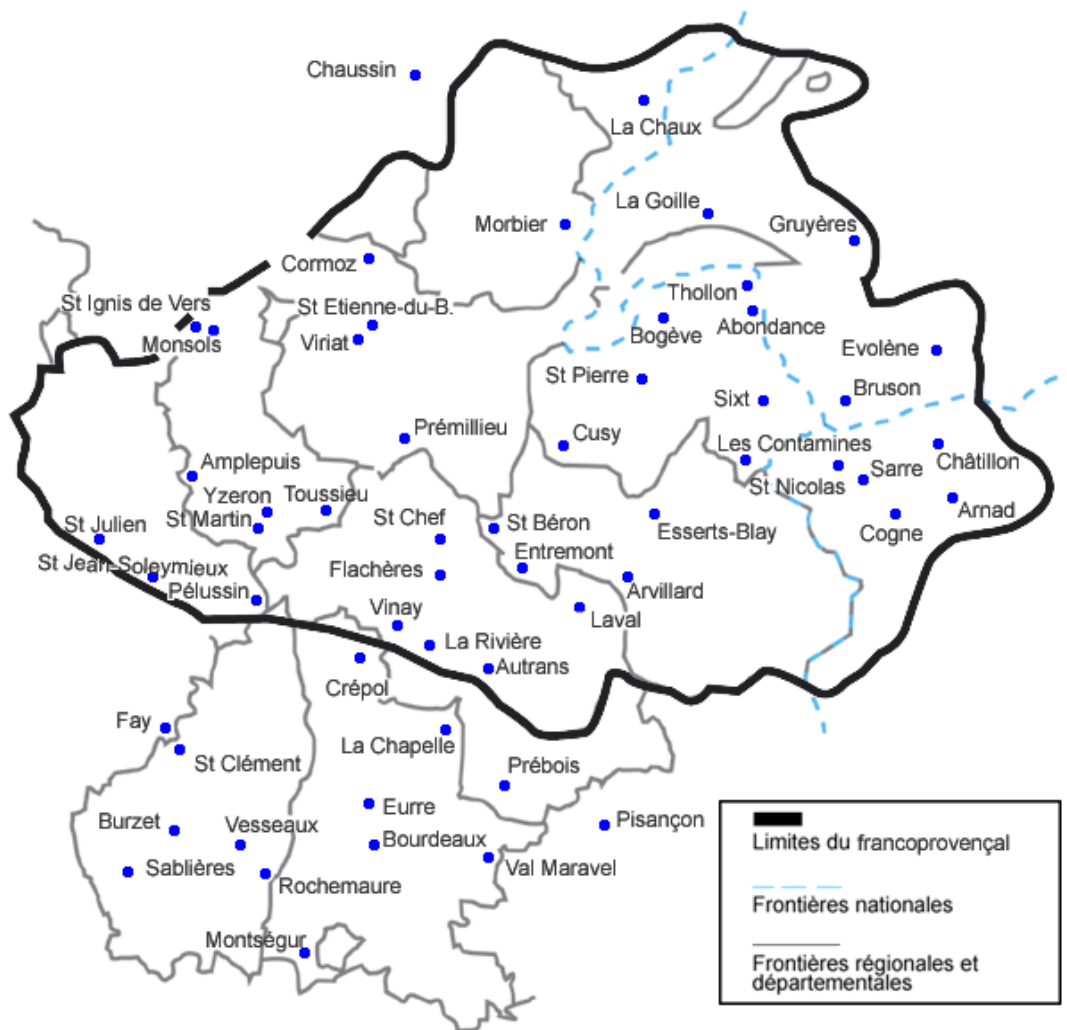 Chaussin
La Chaux
La Goille
Morbier
Gruyères
Cormoz
Thollon
St Ignis de Vers
St Etienne-du-B.
Abondance
Bogève
Monsols
Viriat
Evolène
St Pierre
Sixt
Bruson
Prémillieu
Cusy
Les Contamines
Amplepuis
Sarre
Châtillon
St Nicolas
Yzeron
Toussieu
Arnad
St Martin
St Chef
St Béron
Esserts-Blay
Cogne
St Julien
Entremont
St Jean-Soleymieux
Flachères
Arvillard
Pélussin
Vinay
Laval
La Rivière
Autrans
Crépol
Fay
La Chapelle
St Clément
Prébois
Eurre
Burzet
Vesseaux
Bourdeaux
Pisançon
Sablières
Val Maravel
Rochemaure
Montségur
Limites du francoprovençal
Frontières nationales
Frontières régionales et
départementales